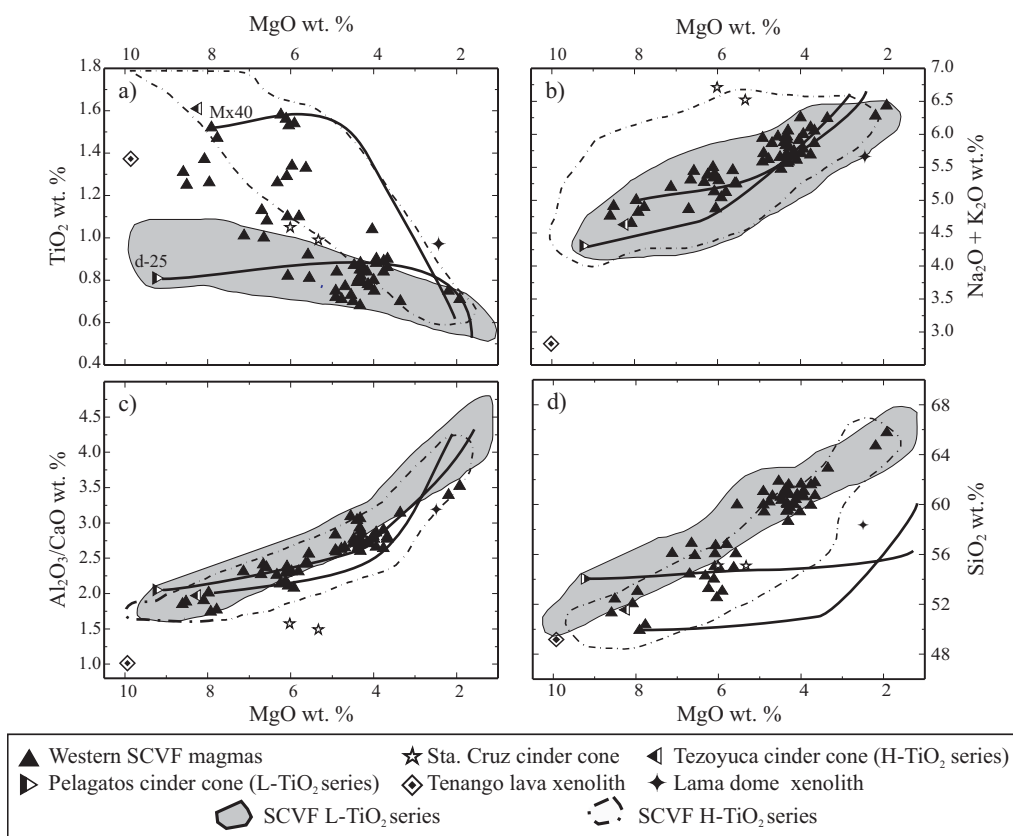 MgO wt. %
MgO wt. %
10 8 6 4 2
10 8 6 4 2
1.8
1.6
1.4
1.2
1.0
0.8
0.6
0.4
TiO₂ wt. %
a)
Mx40
d-25
b)
7.0
6.5
6.0
5.5
5.0
4.5
4.0
3.5
3.0
Na₂O + K₂O wt.%
4.5
4.0
3.5
3.0
2.5
2.0
1.5
1.0
Al₂O₃/CaO wt. %
c)
d)
68
64
60
56
52
48
SiO₂ wt.%
10 8 6 4 2
10 8 6 4 2
MgO wt. %
MgO wt. %
Western SCVF magmas
Sta. Cruz cinder cone
Tezoyuca cinder cone (H-TiO₂ series)
Pelagatos cinder cone (L-TiO₂ series)
Tenango lava xenolith
Lama dome xenolith
SCVF L-TiO₂ series
SCVF H-TiO₂ series